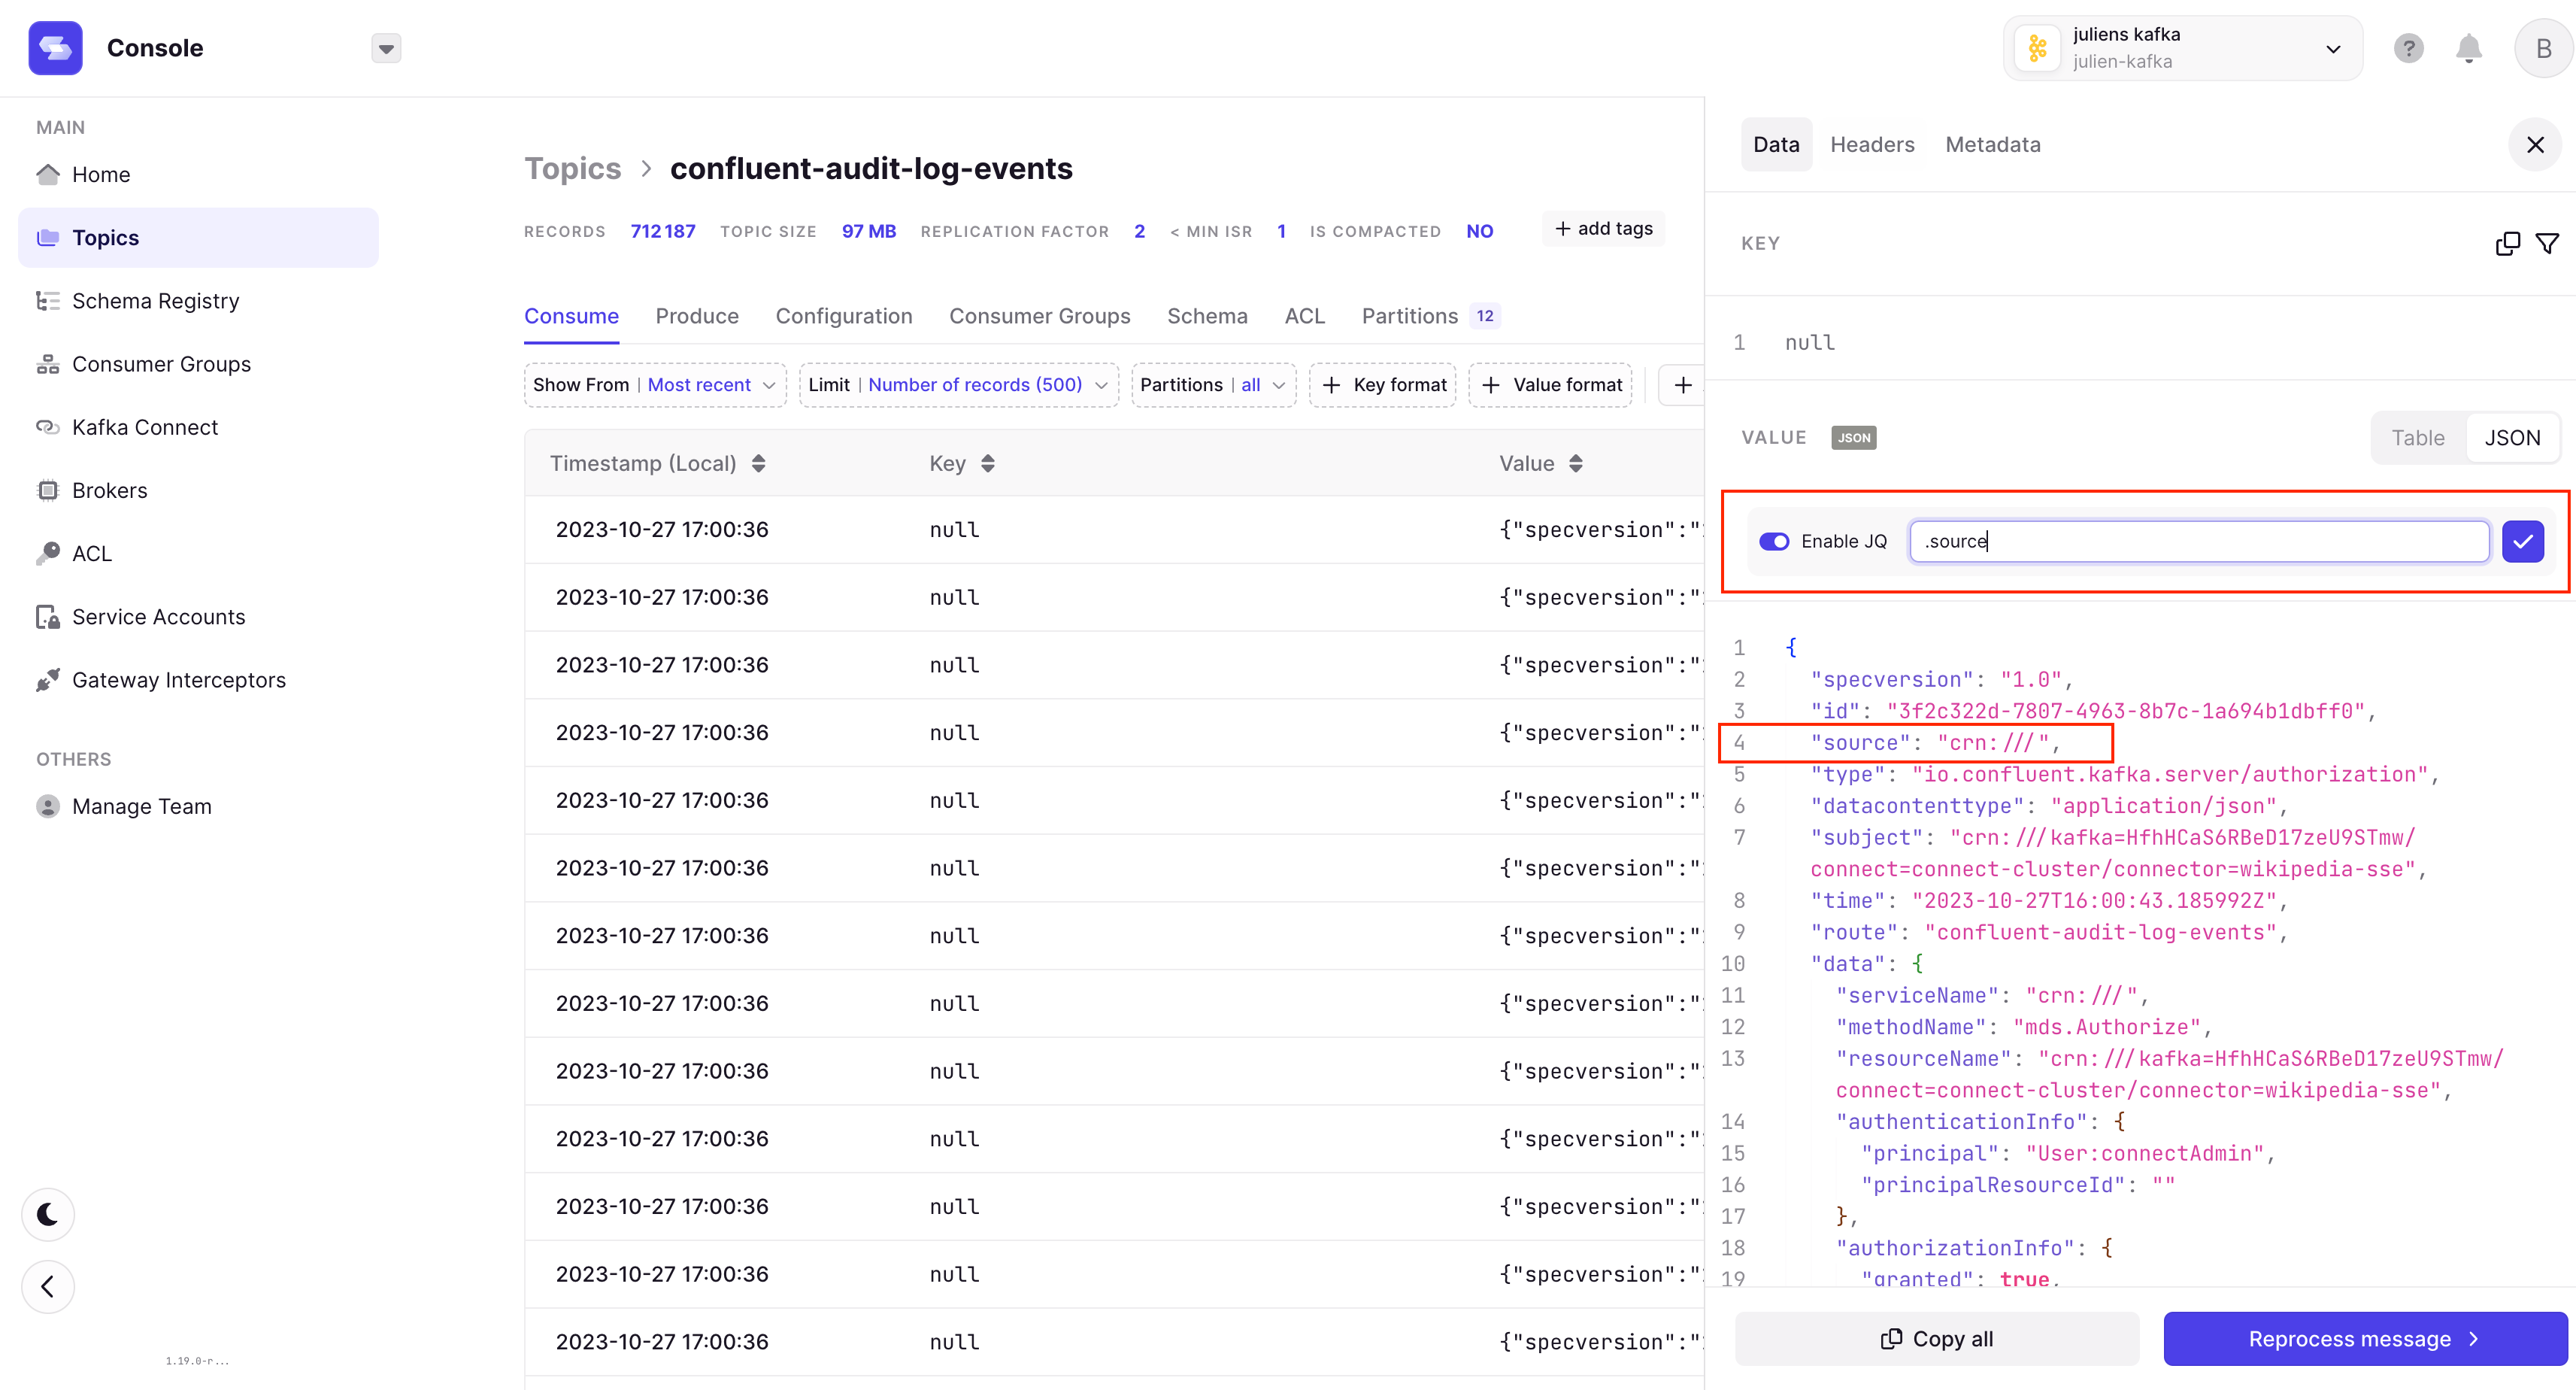 Console
juliens kafka
julien-kafka
?
B
MAIN
Home
Topics
Schema Registry
Consumer Groups
Kafka Connect
Brokers
ACL
Service Accounts
Gateway Interceptors
OTHERS
Manage Team
1.19.0-r...
Topics > confluent-audit-log-events
RECORDS 712 187 TOPIC SIZE 97 MB REPLICATION FACTOR 2 < MIN ISR 1 IS COMPACTED NO + add tags
Consume Produce Configuration Consumer Groups Schema ACL Partitions 12
Show From | Most recent Limit | Number of records (500) Partitions | all + Key format + Value format +
Timestamp (Local) Key Value
2023-10-27 17:00:36 null {"specversion":"
2023-10-27 17:00:36 null {"specversion":"
2023-10-27 17:00:36 null {"specversion":"
2023-10-27 17:00:36 null {"specversion":"
2023-10-27 17:00:36 null {"specversion":"
2023-10-27 17:00:36 null {"specversion":"
2023-10-27 17:00:36 null {"specversion":"
2023-10-27 17:00:36 null {"specversion":"
2023-10-27 17:00:36 null {"specversion":"
2023-10-27 17:00:36 null {"specversion":"
2023-10-27 17:00:36 null {"specversion":"
2023-10-27 17:00:36 null {"specversion":"
2023-10-27 17:00:36 null {"specversion":"
Data Headers Metadata
KEY
1 null
VALUE JSON Table JSON
Enable JQ .source
1 {
2 "specversion": "1.0",
3 "id": "3f2c322d-7807-4963-8b7c-1a694b1dbff0",
4 "source": "crn:///",
5 "type": "io.confluent.kafka.server/authorization",
6 "datacontenttype": "application/json",
7 "subject": "crn:///kafka=HfhHCaS6RBeD17zeU9STmw/
connect=connect-cluster/connector=wikipedia-sse",
8 "time": "2023-10-27T16:00:43.185992Z",
9 "route": "confluent-audit-log-events",
10 "data": {
11 "serviceName": "crn:///",
12 "methodName": "mds.Authorize",
13 "resourceName": "crn:///kafka=HfhHCaS6RBeD17zeU9STmw/
connect=connect-cluster/connector=wikipedia-sse",
14 "authenticationInfo": {
15 "principal": "User:connectAdmin",
16 "principalResourceId": ""
17 },
18 "authorizationInfo": {
19 "granted": true,
Copy all
Reprocess message >